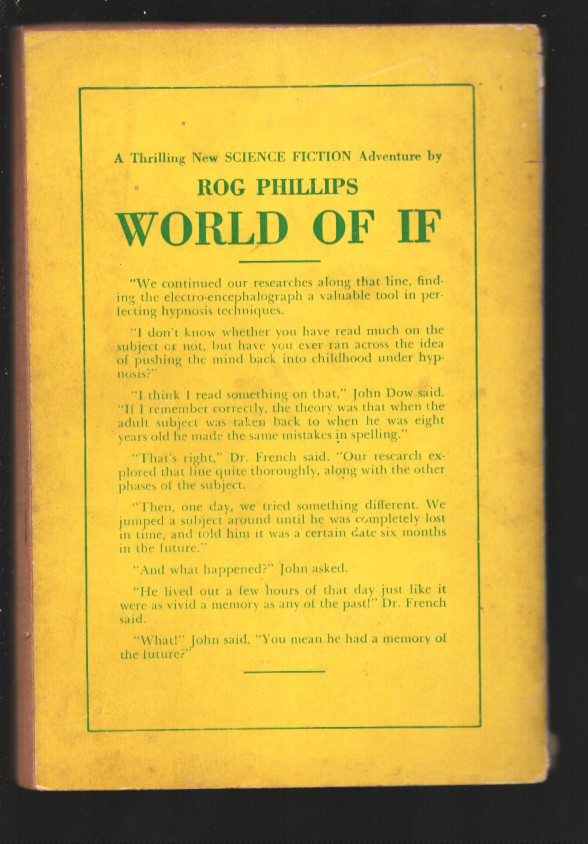 A Thrilling New SCIENCE FICTION Adventure by
ROG PHILLIPS
WORLD OF IF
"We continued our researches along that line, find-
ing the electro-encephalograph a valuable tool in per-
fecting hypnosis techniques.
"I don't know whether you have read much on the
subject or not, but have you ever ran across the idea
of pushing the mind back into childhood under hyp-
nosis?"
"I think I read something on that," John Dow said.
"If I remember correctly, the theory was that when the
adult subject was taken back to when he was eight
years old he made the same mistakes in spelling."
"That's right," Dr. French said. "Our research ex-
plored that line quite thoroughly, along with the other
phases of the subject.
"Then, one day, we tried something different. We
jumped a subject around until he was completely lost
in time, and told him it was a certain date six months
in the future."
"And what happened?" John asked.
"He lived out a few hours of that day just like it
were as vivid a memory as any of the past!" Dr. French
said.
"What!" John said. "You mean he had a memory of
the future?"